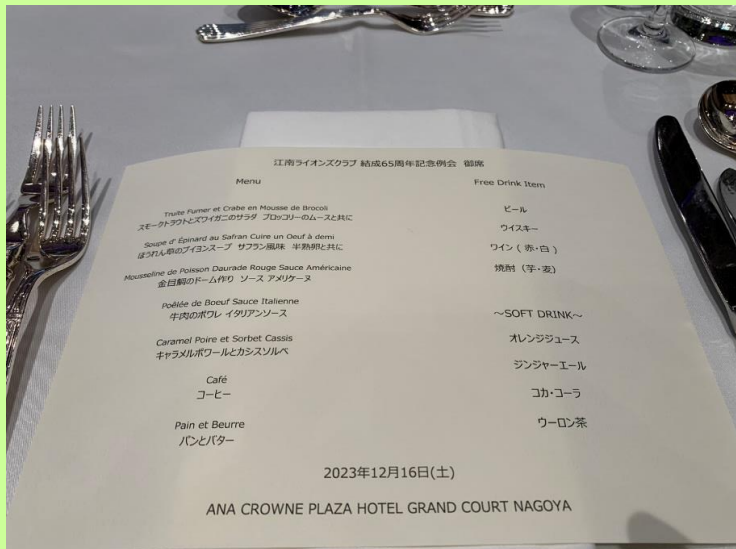 江南ライオンズクラブ 結成65周年記念例会 御席
Menu
Truite Fumer et Crabe en Mousse de Brocoli
スモークトラウトとズワイガニのサラダ ブロッコリーのムースと共に
Soupe d' Épinard au Safran Cuire un Oeuf à demi
ほうれん草のブイヨンスープ サフラン風味 半熟卵と共に
Mousseline de Poisson Daurade Rouge Sauce Américaine
金目鯛のドーム作り ソース アメリケーヌ
Poêlée de Boeuf Sauce Italienne
牛肉のポワレ イタリアンソース
Caramel Poire et Sorbet Cassis
キャラメルポワールとカシスソルベ
Café
コーヒー
Pain et Beurre
パンとバター
Free Drink Item
ビール
ウイスキー
ワイン ( 赤・白 )
焼酎 (芋・麦)
～SOFT DRINK～
オレンジジュース
ジンジャーエール
コカ・コーラ
ウーロン茶
2023年12月16日(土)
ANA CROWNE PLAZA HOTEL GRAND COURT NAGOYA